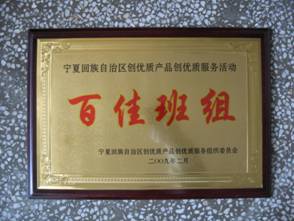 宁夏回族自治区创优质产品创优质服务活动
百佳班组
宁夏回族自治区创优质产品创优质服务组织委员会
二〇〇九年二月